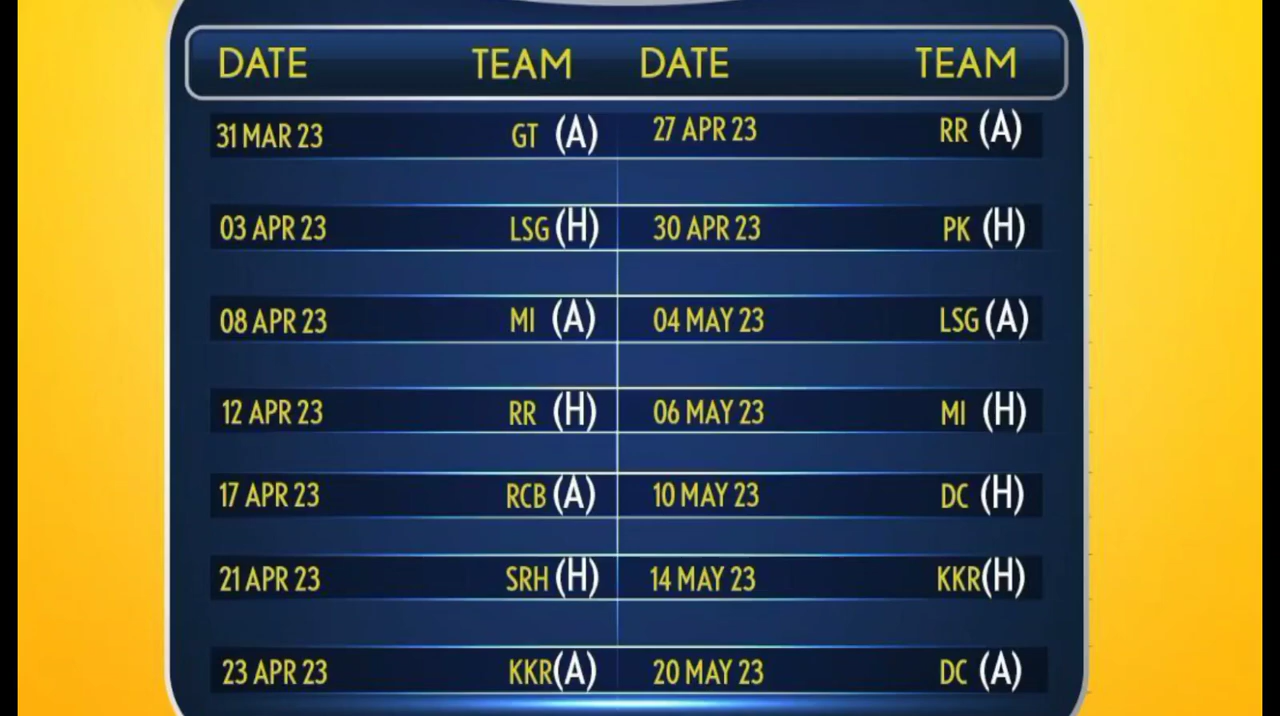 DATE TEAM DATE TEAM
31 MAR 23 GT (A) 27 APR 23 RR (A)
03 APR 23 LSG (H) 30 APR 23 PK (H)
08 APR 23 MI (A) 04 MAY 23 LSG (A)
12 APR 23 RR (H) 06 MAY 23 MI (H)
17 APR 23 RCB (A) 10 MAY 23 DC (H)
21 APR 23 SRH (H) 14 MAY 23 KKR(H)
23 APR 23 KKR(A) 20 MAY 23 DC (A)